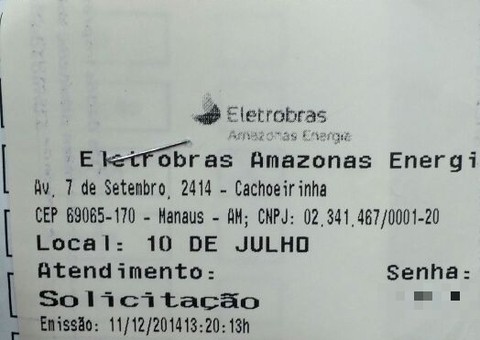 Eletrobras
Amazonas Energia
Eletrobras Amazonas Energi
Av. 7 de Setembro, 2414 - Cachoeirinha
CEP 69065-170 - Manaus - AM; CNPJ: 02.341.467/0001-20
Local: 10 DE JULHO
Atendimento: Senha:
Solicitação
Emissão: 11/12/201413:20:13h